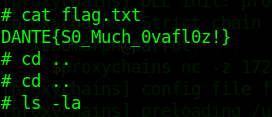 # cat flag.txt
DANTE{S0_Much_0vafl0z!}
# cd ..
# cd ..
# ls -la